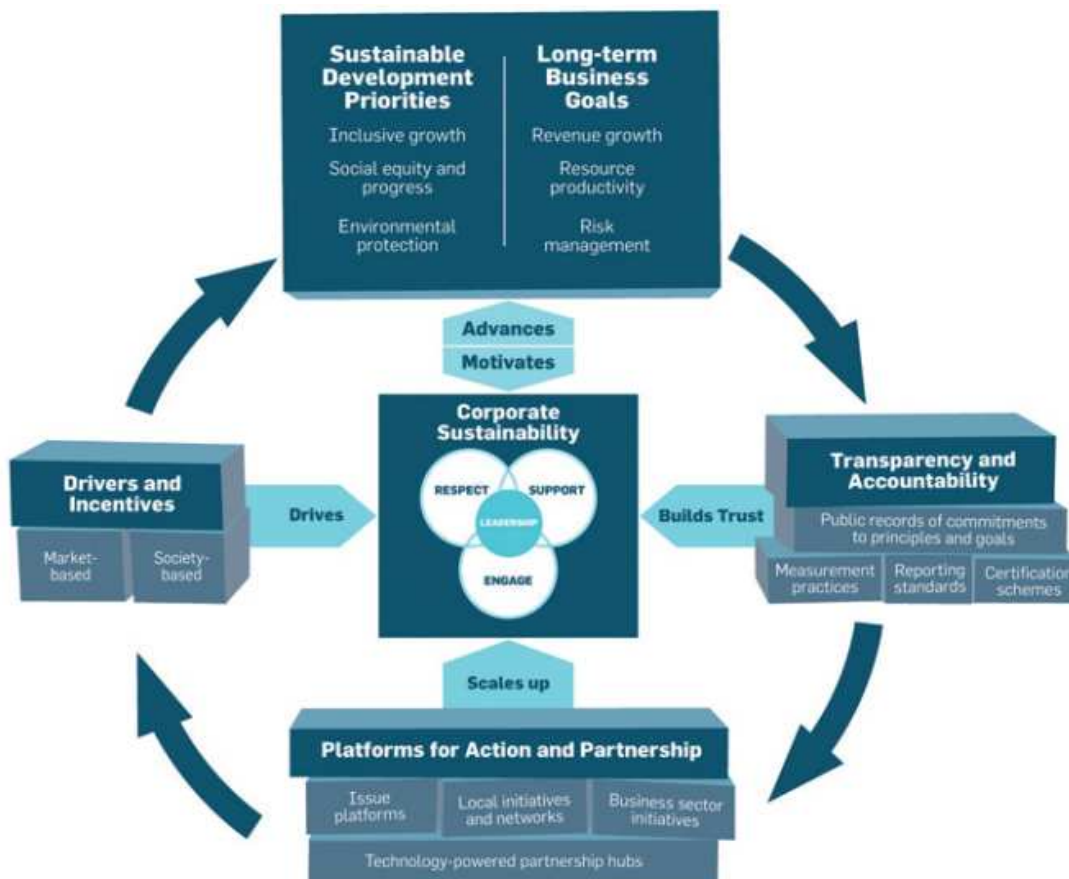 Sustainable
Development
Priorities
Inclusive growth
Social equity and
progress
Environmental
protection
Long-term
Business
Goals
Revenue growth
Resource
productivity
Risk
management
Advances
Motivates
Corporate
Sustainability
RESPECT
SUPPORT
LEADERSHIP
ENGAGE
Drivers and
Incentives
Market-
based
Society-
based
Drives
Builds Trust
Transparency and
Accountability
Public records of commitments
to principles and goals
Measurement
practices
Reporting
standards
Certification
schemes
Scales up
Platforms for Action and Partnership
Issue
platforms
Local initiatives
and networks
Business sector
initiatives
Technology-powered partnership hubs